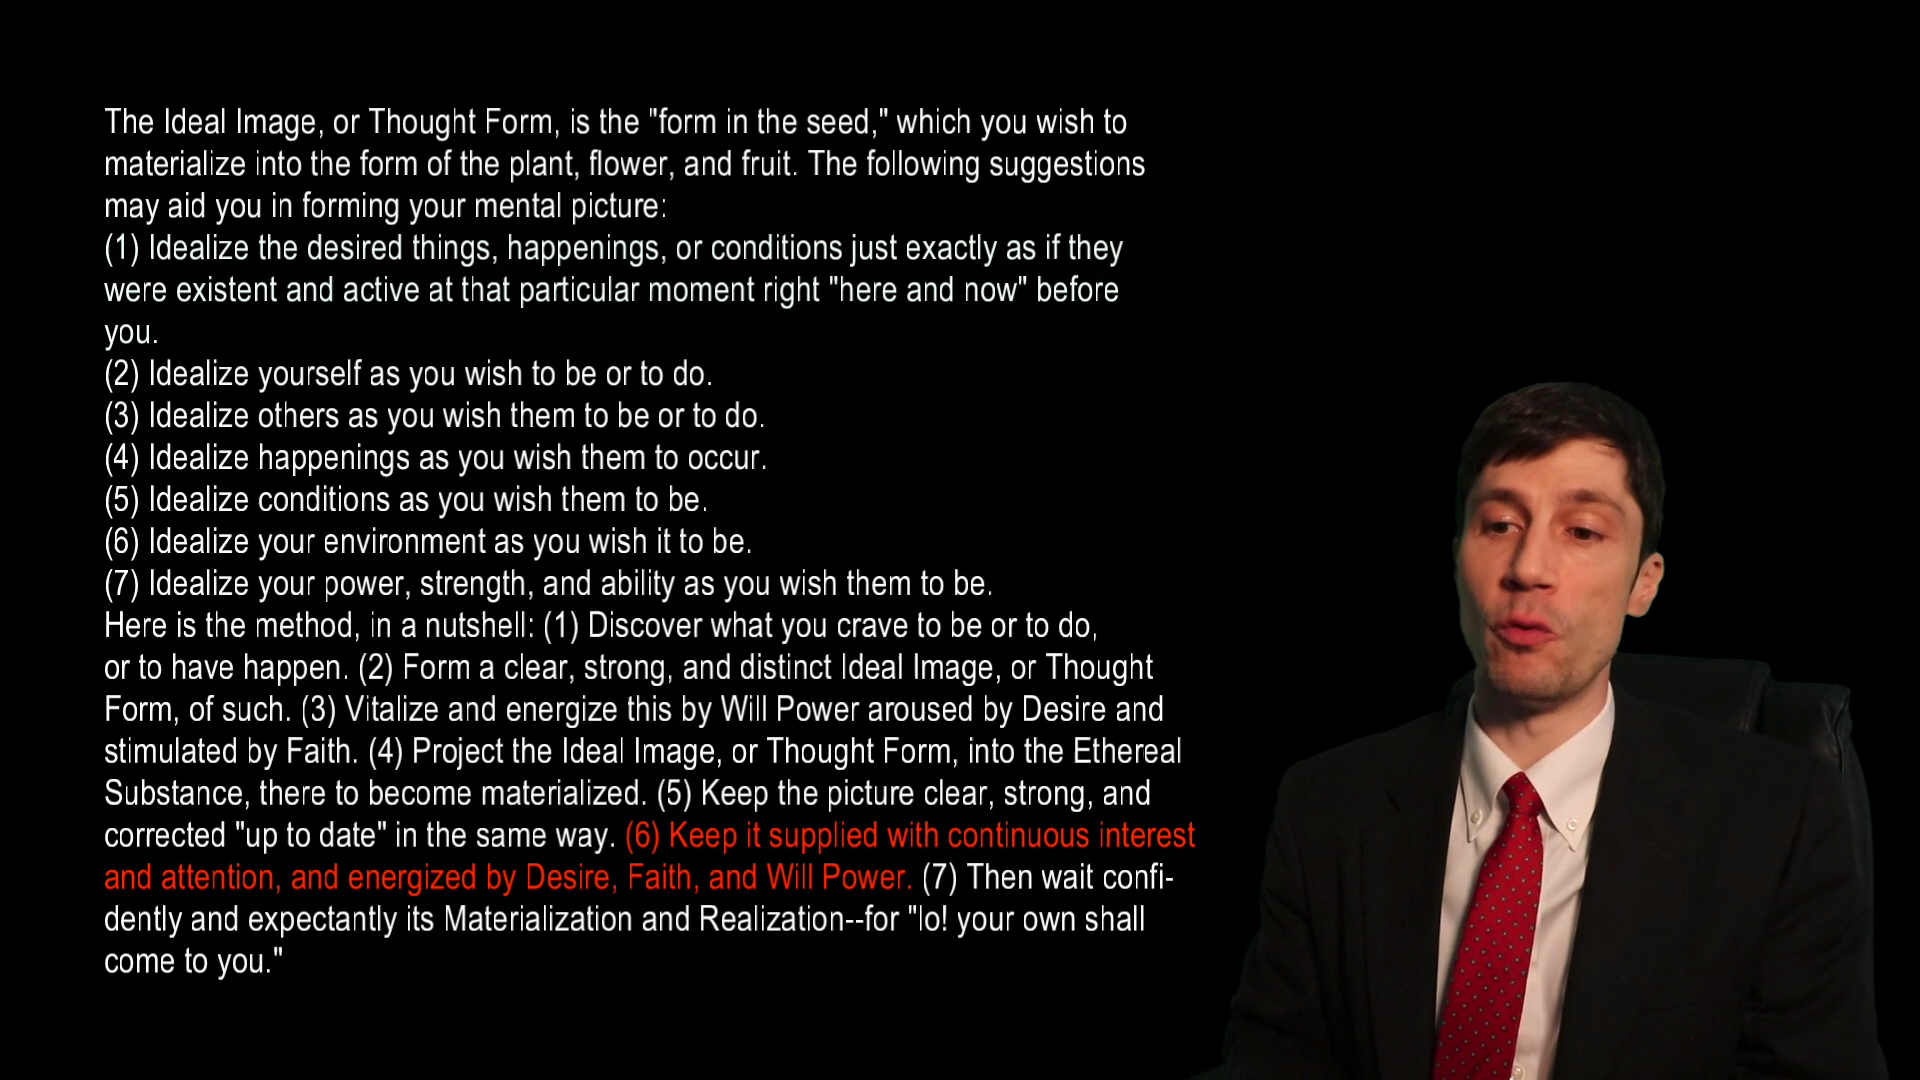 The Ideal Image, or Thought Form, is the "form in the seed," which you wish to
materialize into the form of the plant, flower, and fruit. The following suggestions
may aid you in forming your mental picture:
(1) Idealize the desired things, happenings, or conditions just exactly as if they
were existent and active at that particular moment right "here and now" before
you.
(2) Idealize yourself as you wish to be or to do.
(3) Idealize others as you wish them to be or to do.
(4) Idealize happenings as you wish them to occur.
(5) Idealize conditions as you wish them to be.
(6) Idealize your environment as you wish it to be.
(7) Idealize your power, strength, and ability as you wish them to be.
Here is the method, in a nutshell: (1) Discover what you crave to be or to do,
or to have happen. (2) Form a clear, strong, and distinct Ideal Image, or Thought
Form, of such. (3) Vitalize and energize this by Will Power aroused by Desire and
stimulated by Faith. (4) Project the Ideal Image, or Thought Form, into the Ethereal
Substance, there to become materialized. (5) Keep the picture clear, strong, and
corrected "up to date" in the same way. (6) Keep it supplied with continuous interest
and attention, and energized by Desire, Faith, and Will Power. (7) Then wait confi-
dently and expectantly its Materialization and Realization--for "lo! your own shall
come to you."